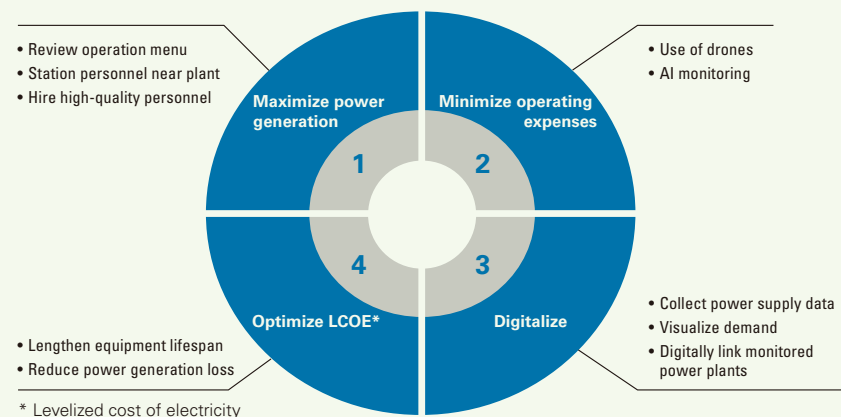 • Review operation menu
• Station personnel near plant
• Hire high-quality personnel
Maximize power
generation
1
• Use of drones
• AI monitoring
Minimize operating
expenses
2
3
Digitalize
• Collect power supply data
• Visualize demand
• Digitally link monitored
power plants
4
Optimize LCOE*
• Lengthen equipment lifespan
• Reduce power generation loss
* Levelized cost of electricity